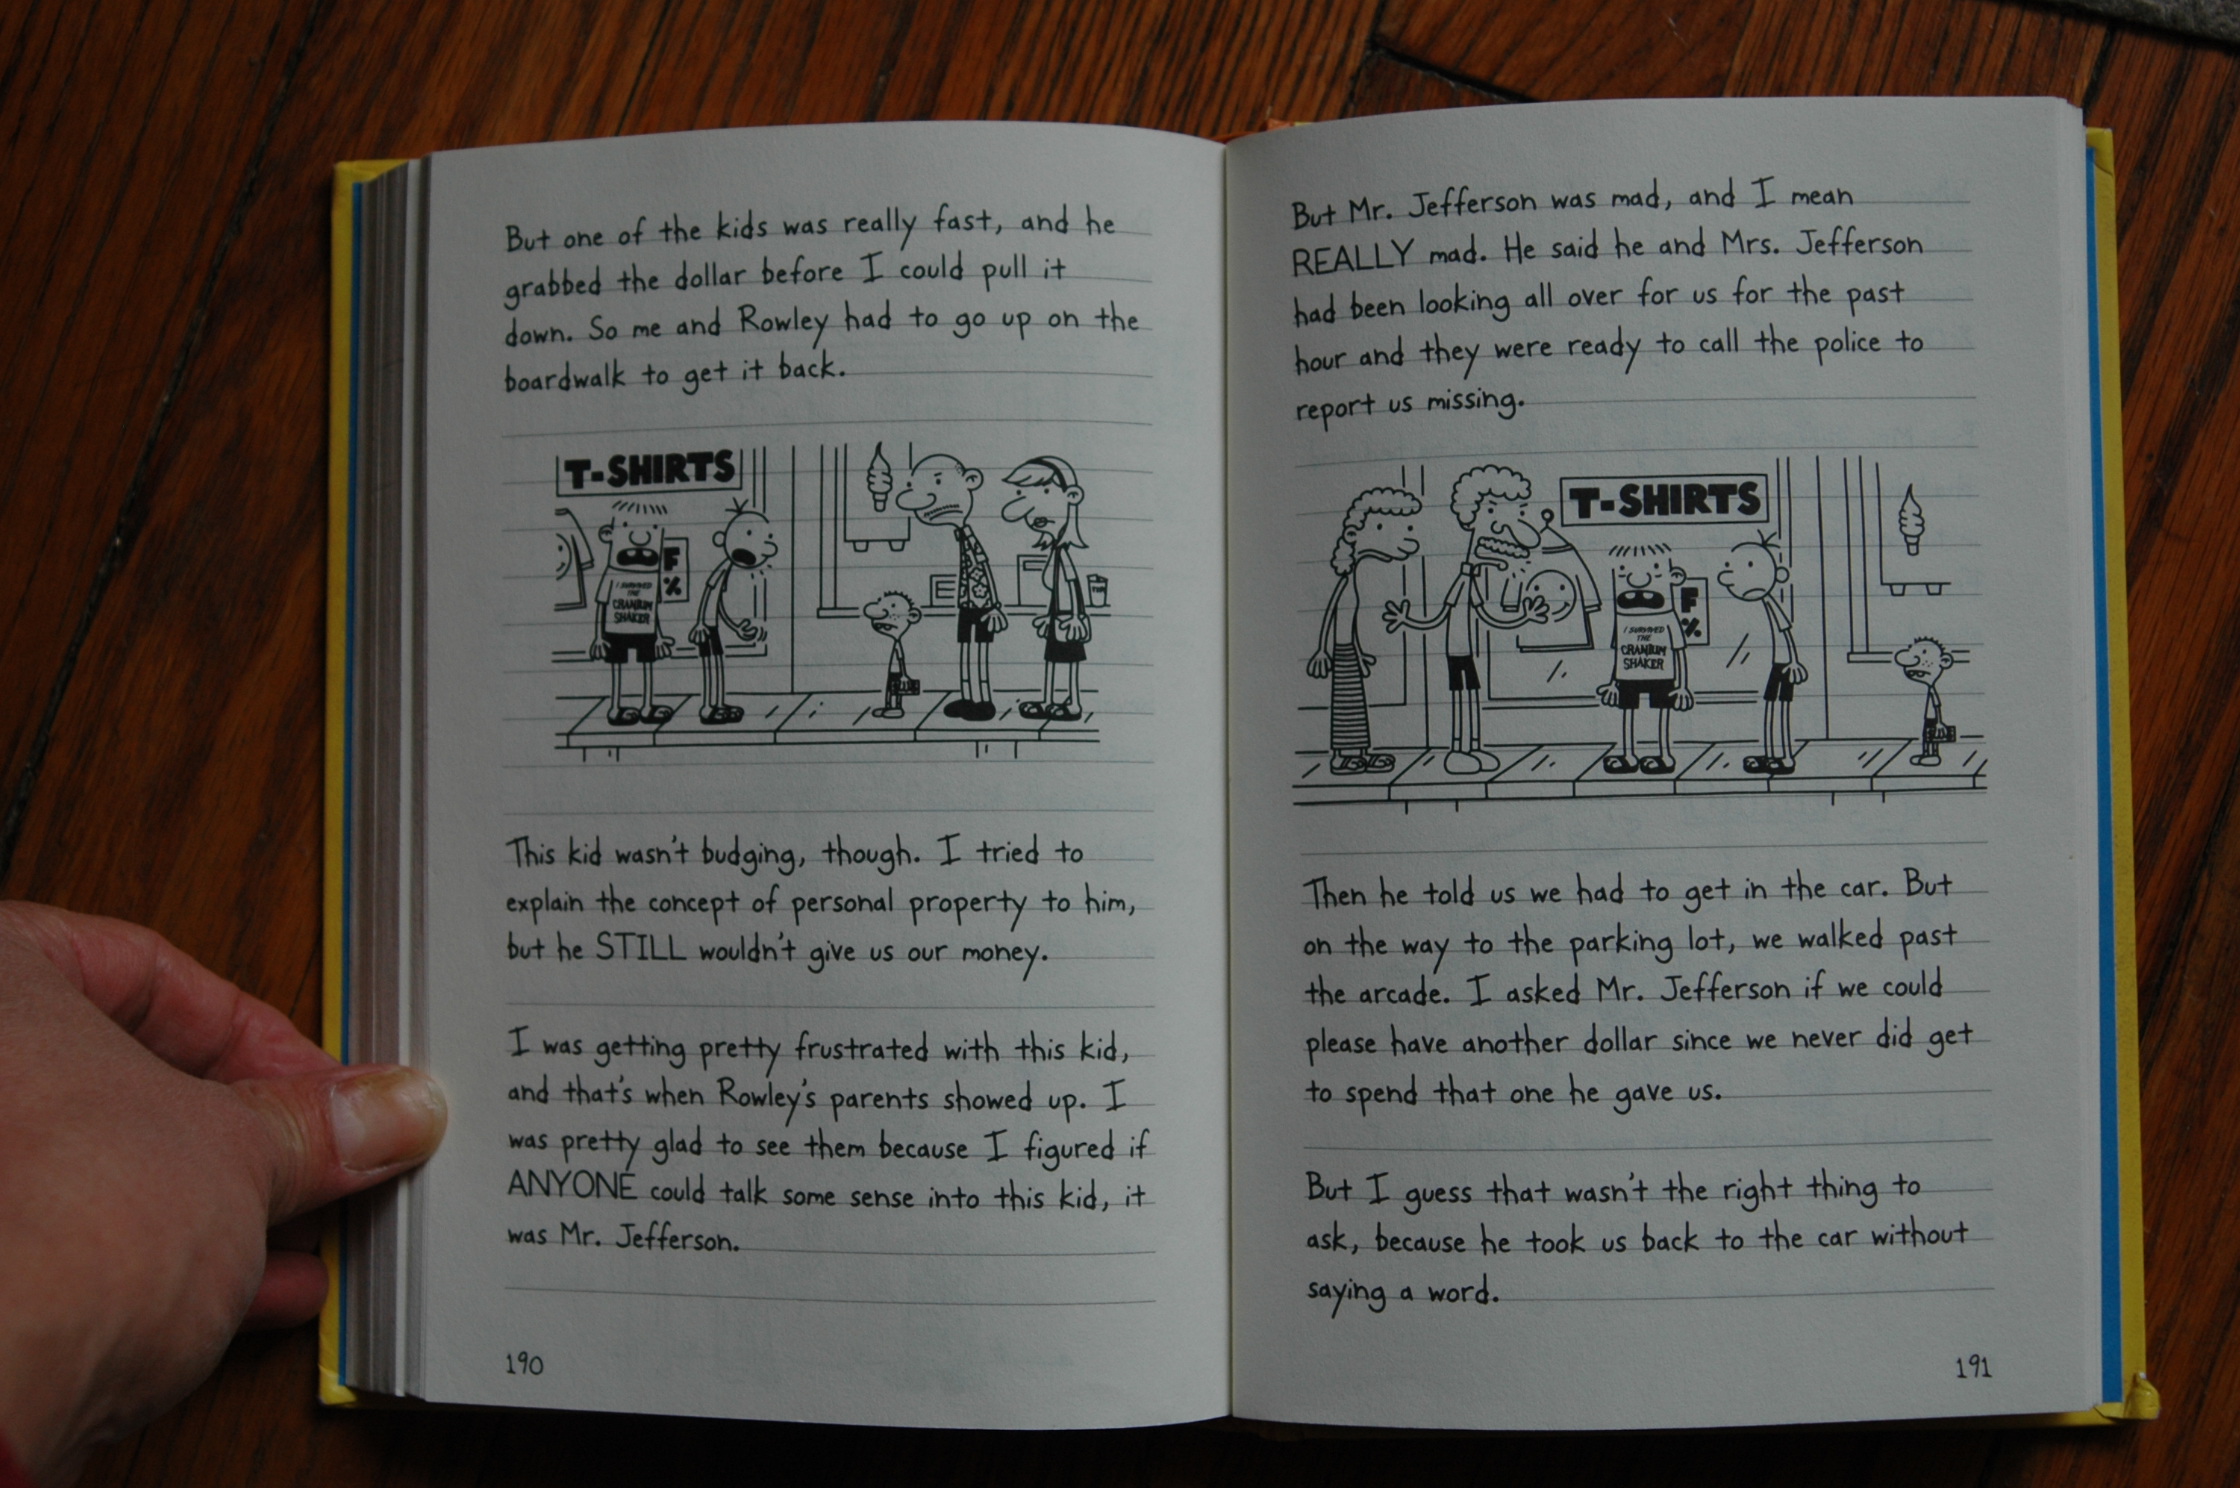 But one of the kids was really fast, and he
grabbed the dollar before I could pull it
down. So me and Rowley had to go up on the
boardwalk to get it back.
T-SHIRTS
F
%
I SURVIVED
THE
CRANIUM
SHAKER
E
E
This kid wasn't budging, though. I tried to
explain the concept of personal property to him,
but he STILL wouldn't give us our money.
I was getting pretty frustrated with this kid,
and that's when Rowley's parents showed up. I
was pretty glad to see them because I figured if
ANYONE could talk some sense into this kid, it
was Mr. Jefferson.
190
But Mr. Jefferson was mad, and I mean
REALLY mad. He said he and Mrs. Jefferson
had been looking all over for us for the past
hour and they were ready to call the police to
report us missing.
T-SHIRTS
F
%
I SURVIVED
THE
CRANIUM
SHAKER
Then he told us we had to get in the car. But
on the way to the parking lot, we walked past
the arcade. I asked Mr. Jefferson if we could
please have another dollar since we never did get
to spend that one he gave us.
But I guess that wasn't the right thing to
ask, because he took us back to the car without
saying a word.
191